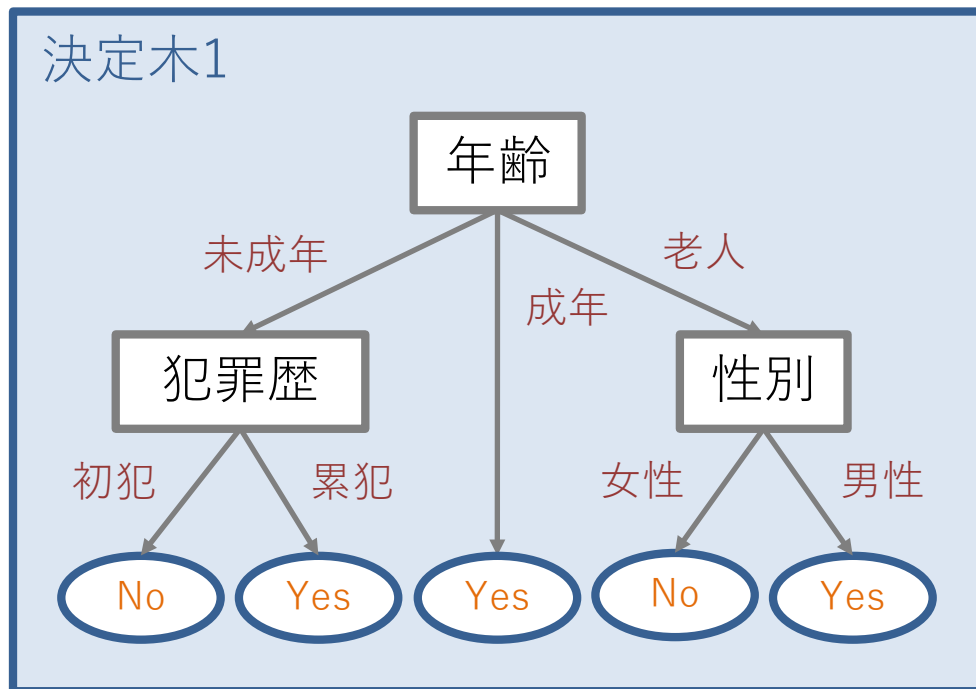 決定木1
年齢
未成年
成年
老人
犯罪歴
性別
初犯
累犯
女性
男性
No
Yes
Yes
No
Yes